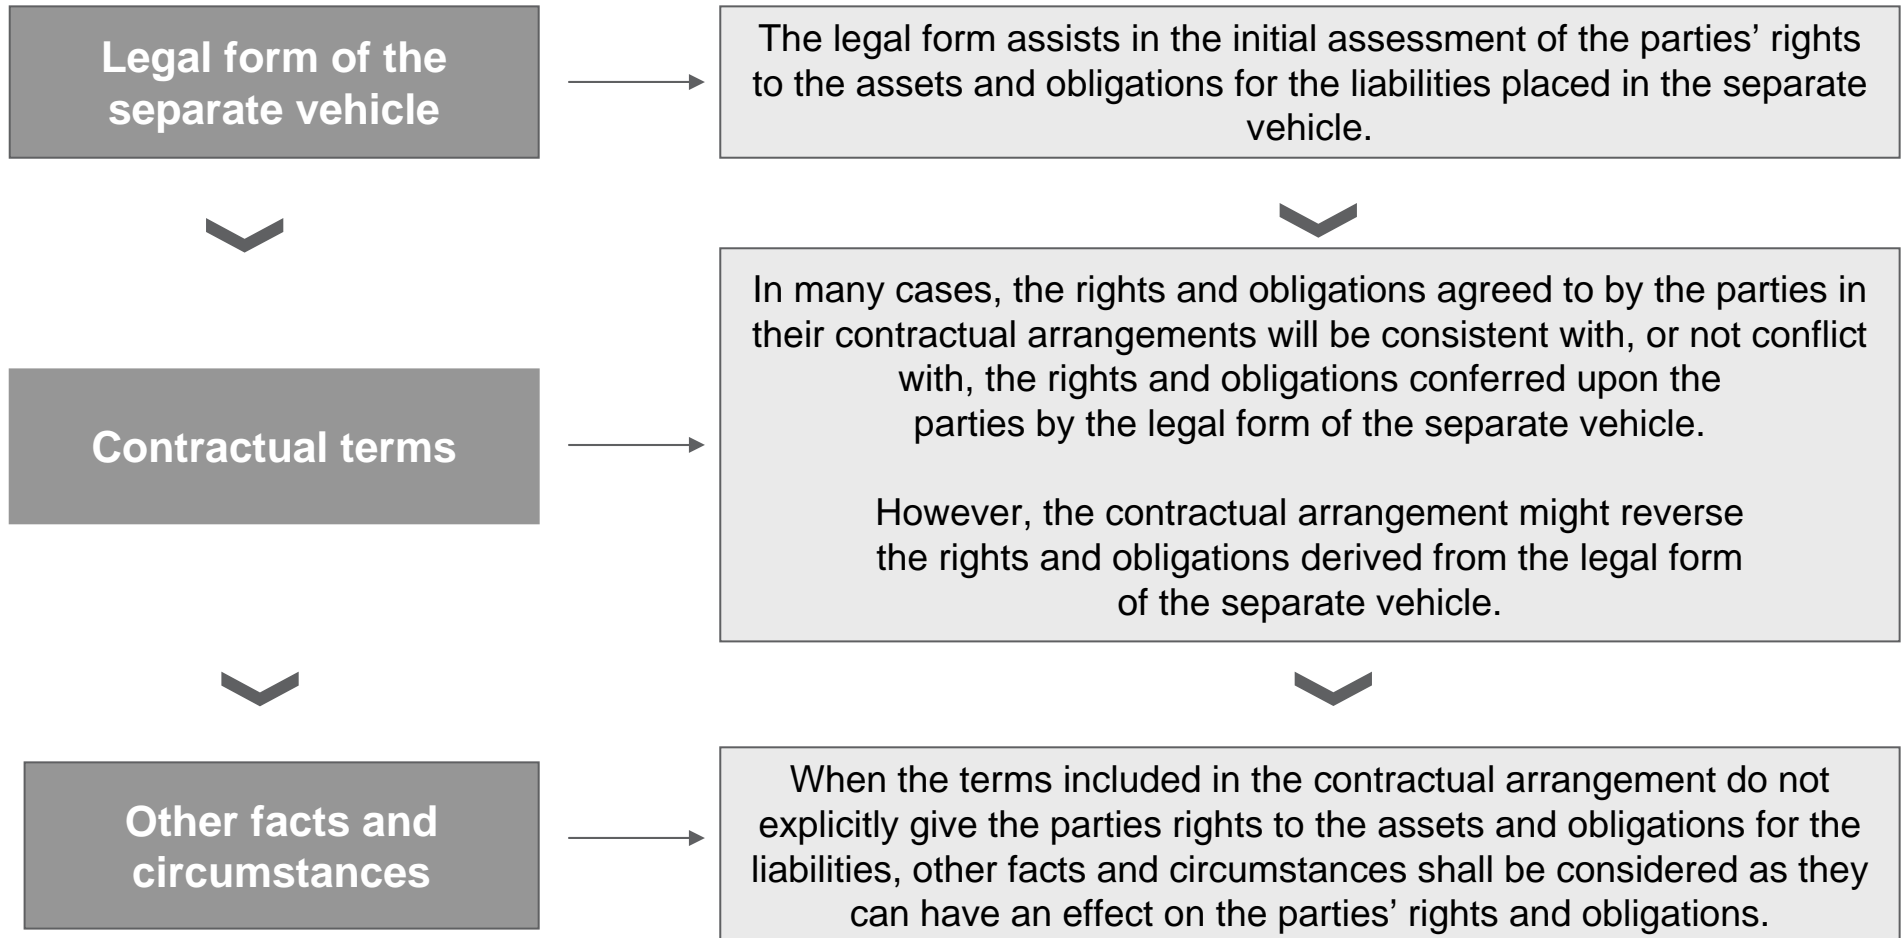 Legal form of the
separate vehicle
The legal form assists in the initial assessment of the parties’ rights
to the assets and obligations for the liabilities placed in the separate
vehicle.
Contractual terms
In many cases, the rights and obligations agreed to by the parties in
their contractual arrangements will be consistent with, or not conflict
with, the rights and obligations conferred upon the
parties by the legal form of the separate vehicle.
However, the contractual arrangement might reverse
the rights and obligations derived from the legal form
of the separate vehicle.
Other facts and
circumstances
When the terms included in the contractual arrangement do not
explicitly give the parties rights to the assets and obligations for the
liabilities, other facts and circumstances shall be considered as they
can have an effect on the parties’ rights and obligations.